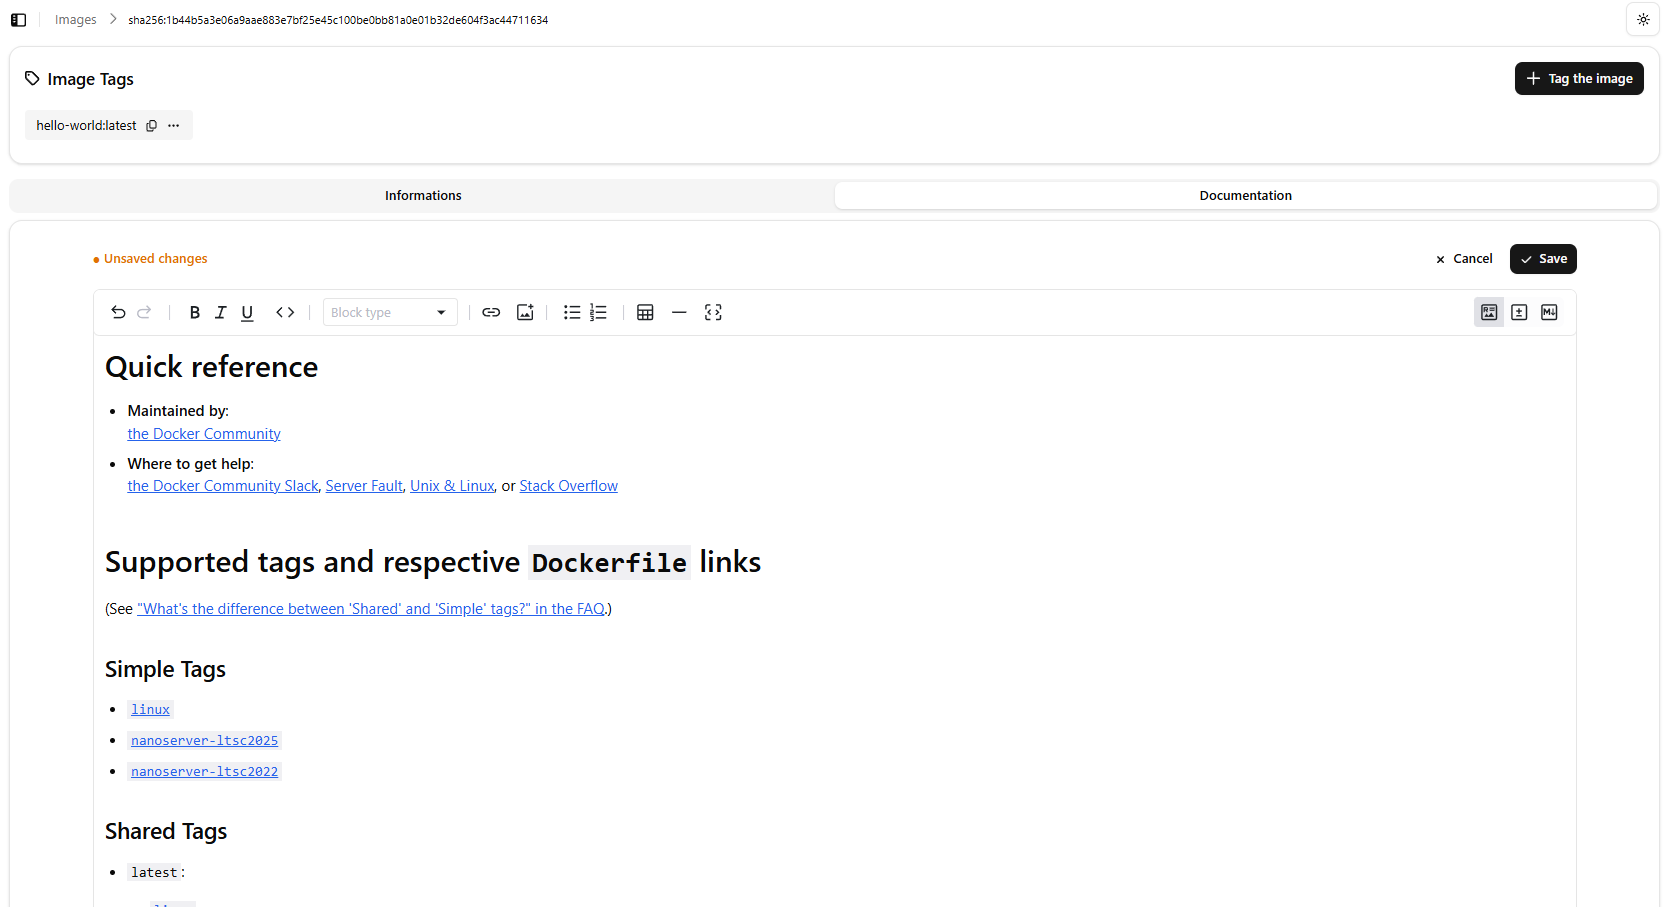 Images > sha256:1b44b5a3e06a9aae883e7bf25e45c100be0bb81a0e01b32de604f3ac44711634
Image Tags
Tag the image
hello-world:latest
Informations
Documentation
Unsaved changes
Cancel
Save
B I U
Block type
Quick reference
• Maintained by:
the Docker Community
• Where to get help:
the Docker Community Slack, Server Fault, Unix & Linux, or Stack Overflow
Supported tags and respective Dockerfile links
(See "What's the difference between 'Shared' and 'Simple' tags?" in the FAQ.)
Simple Tags
• linux
• nanoserver-ltsc2025
• nanoserver-ltsc2022
Shared Tags
• latest: